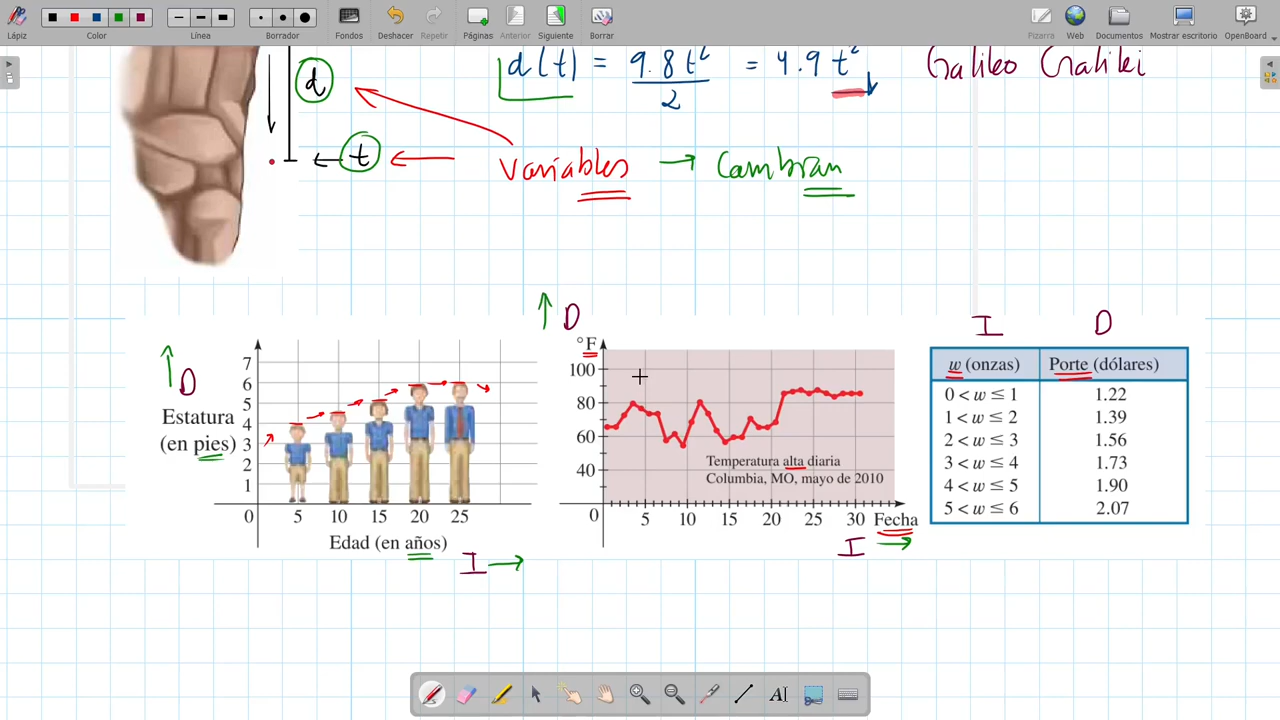 Lápiz Color Línea Borrador Fondos Deshacer Repetir Páginas Anterior Siguiente Borrar Pizarra Web Documentos Mostrar escritorio OpenBoard
d(t) = 9.8t² / 2 = 4.9 t² Galileo Galilei
d
t variables → Cambian
D
Estatura
(en pies)
7
6
5
4
3
2
1
0 5 10 15 20 25
Edad (en años)
I
D
°F
100
80
60
40
0 5 10 15 20 25 30
Temperatura alta diaria
Columbia, MO, mayo de 2010
Fecha
I
I D
w (onzas) Porte (dólares)
0 < w ≤ 1 1.22
1 < w ≤ 2 1.39
2 < w ≤ 3 1.56
3 < w ≤ 4 1.73
4 < w ≤ 5 1.90
5 < w ≤ 6 2.07
AI